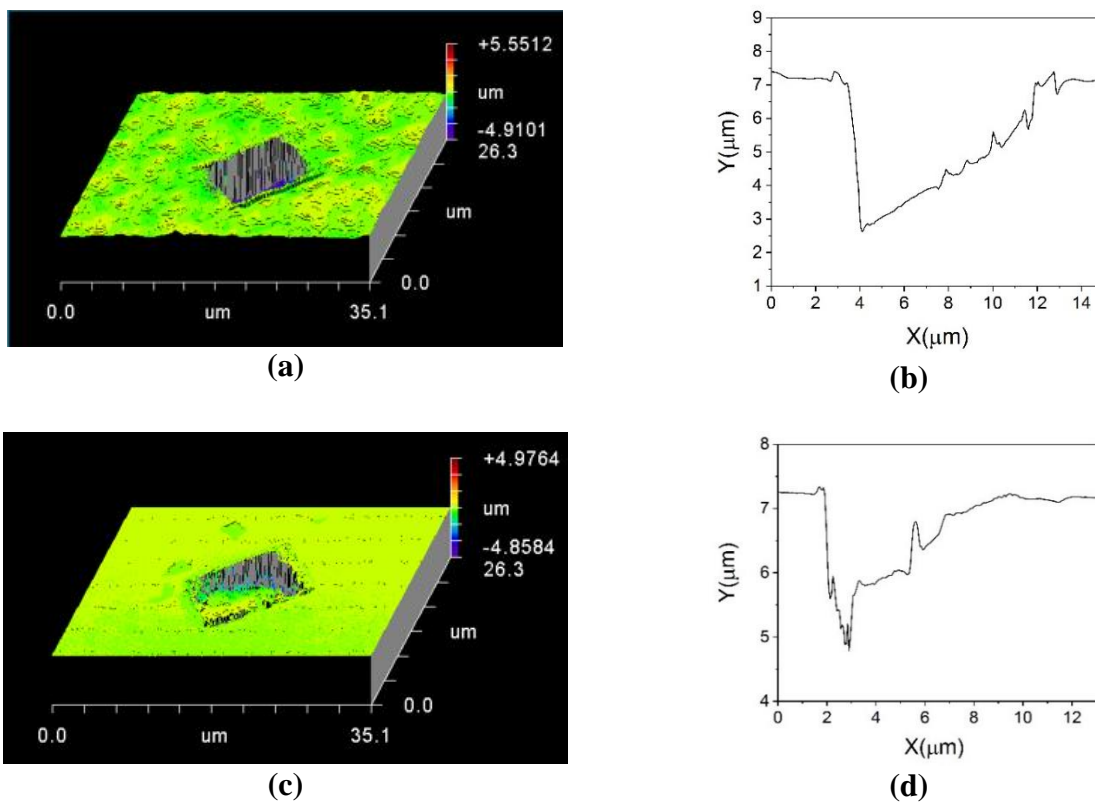 +5.5512
um
-4.9101
26.3
um
0.0
0.0
um
35.1
(a)
9
8
7
6
5
4
3
2
1
Y(μm)
0 2 4 6 8 10 12 14
X(μm)
(b)
+4.9764
um
-4.8584
26.3
um
0.0
0.0
um
35.1
(c)
8
7
6
5
4
Y(μm)
0 2 4 6 8 10 12
X(μm)
(d)